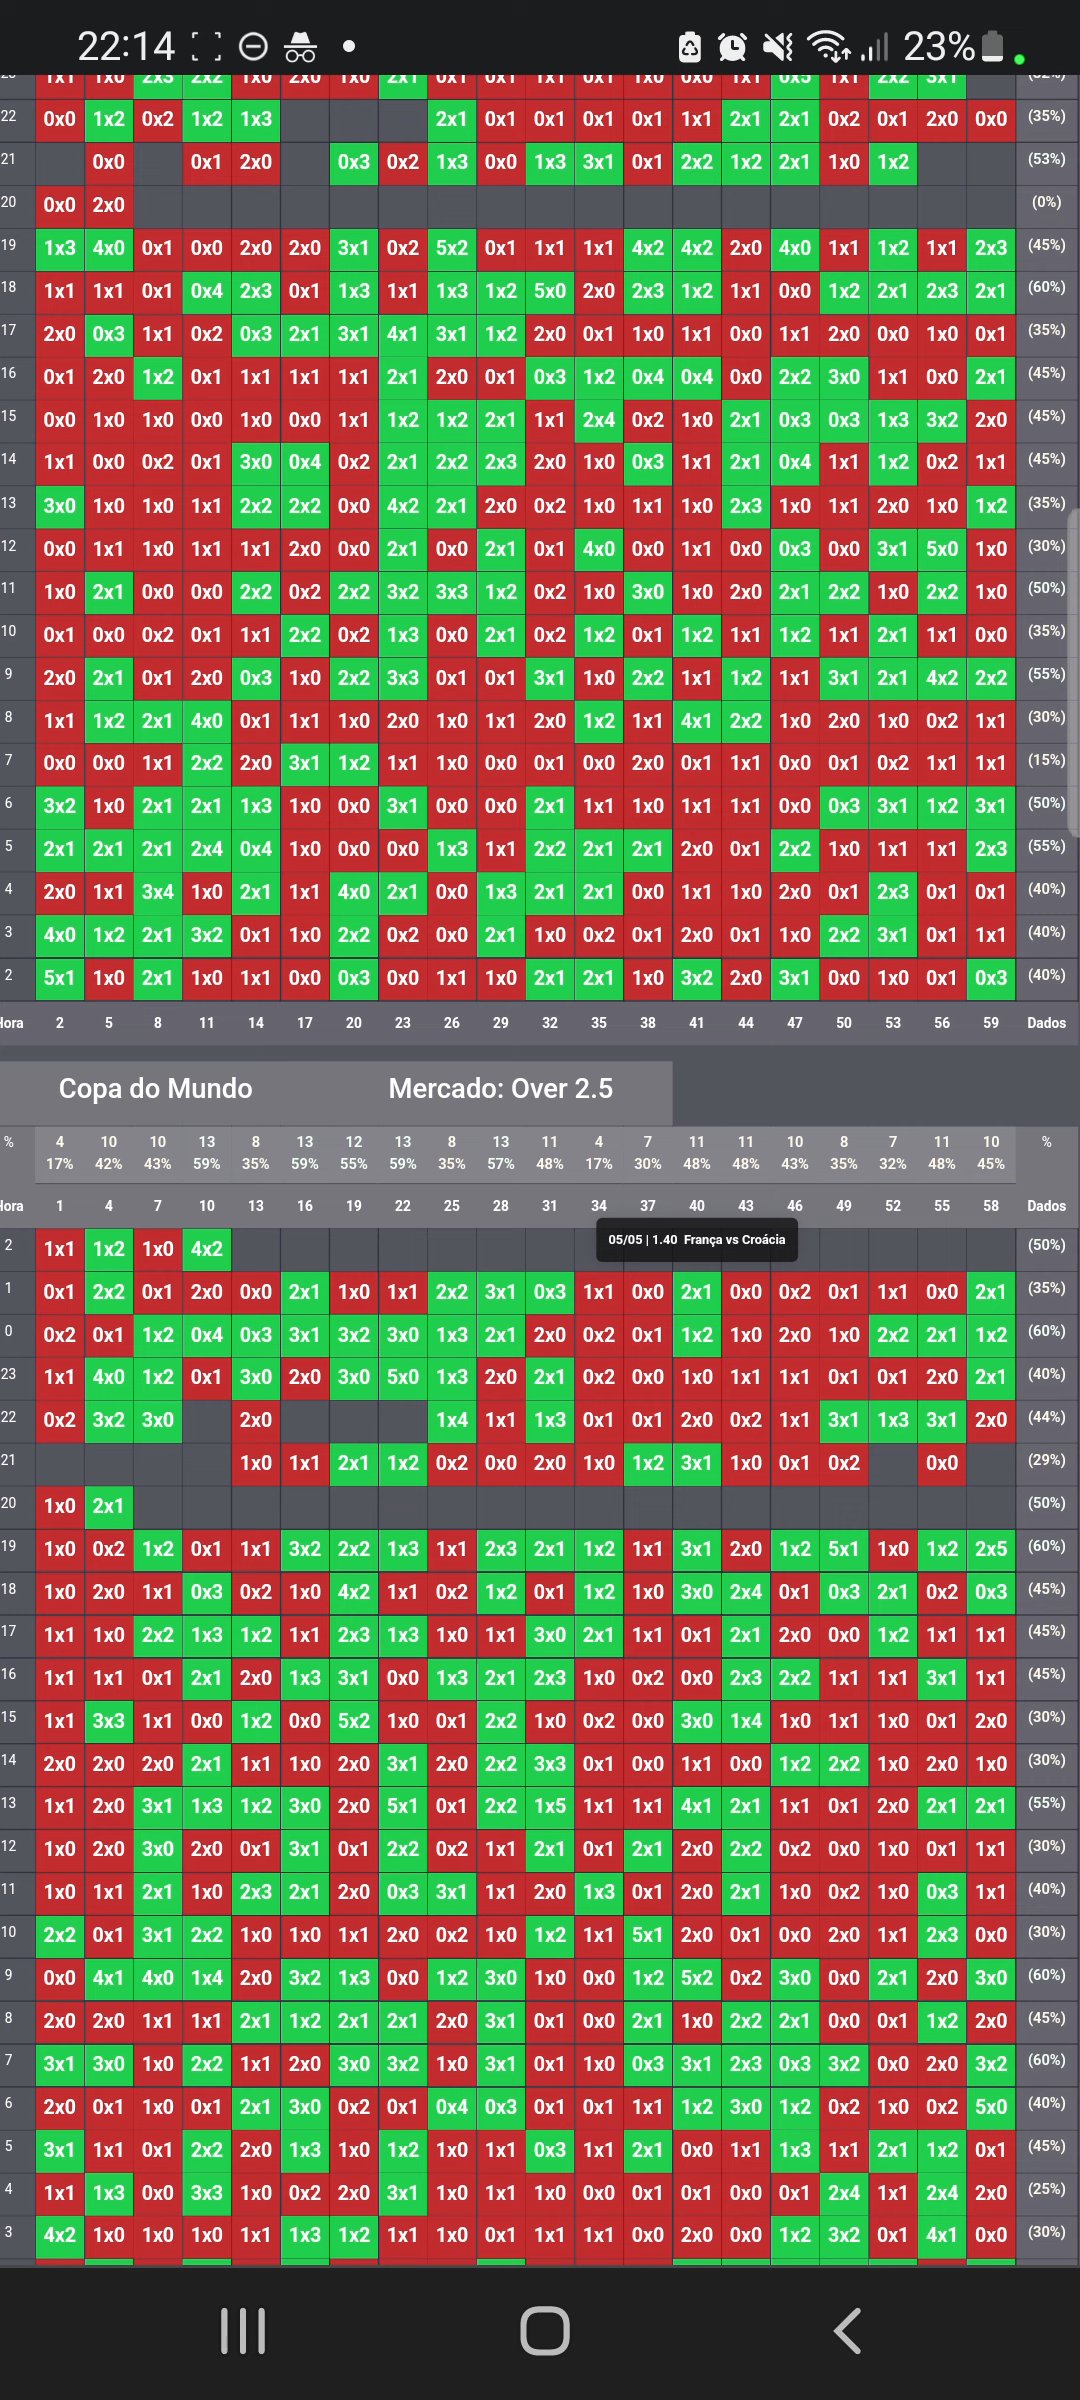 22:14 23%
1x1 1x0 2x3 2x2 1x0 2x0 1x0 2x1 0x1 0x1 1x1 0x1 1x0 0x0 1x1 0x5 1x1 2x2 3x1
22 0x0 1x2 0x2 1x2 1x3 2x1 0x1 0x1 0x1 0x1 1x1 2x1 2x1 0x2 0x1 2x0 0x0 (35%)
21 0x0 0x1 2x0 0x3 0x2 1x3 0x0 1x3 3x1 0x1 2x2 1x2 2x1 1x0 1x2 (53%)
20 0x0 2x0 (0%)
19 1x3 4x0 0x1 0x0 2x0 2x0 3x1 0x2 5x2 0x1 1x1 1x1 4x2 4x2 2x0 4x0 1x1 1x2 1x1 2x3 (45%)
18 1x1 1x1 0x1 0x4 2x3 0x1 1x3 1x1 1x3 1x2 5x0 2x0 2x3 1x2 1x1 0x0 1x2 2x1 2x3 2x1 (60%)
17 2x0 0x3 1x1 0x2 0x3 2x1 3x1 4x1 3x1 1x2 2x0 0x1 1x0 1x1 0x0 1x1 2x0 0x0 1x0 0x1 (35%)
16 0x1 2x0 1x2 0x1 1x1 1x1 1x1 2x1 2x0 0x1 0x3 1x2 0x4 0x4 0x0 2x2 3x0 1x1 0x0 2x1 (45%)
15 0x0 1x0 1x0 0x0 1x0 0x0 1x1 1x2 1x2 2x1 1x1 2x4 0x2 1x0 2x1 0x3 0x3 1x3 3x2 2x0 (45%)
14 1x1 0x0 0x2 0x1 3x0 0x4 0x2 2x1 2x2 2x3 2x0 1x0 0x3 1x1 2x1 0x4 1x1 1x2 0x2 1x1 (45%)
13 3x0 1x0 1x0 1x1 2x2 2x2 0x0 4x2 2x1 2x0 0x2 1x0 1x1 1x0 2x3 1x0 1x1 2x0 1x0 1x2 (35%)
12 0x0 1x1 1x0 1x1 1x1 2x0 0x0 2x1 0x0 2x1 0x1 4x0 0x0 1x1 0x0 0x3 0x0 3x1 5x0 1x0 (30%)
11 1x0 2x1 0x0 0x0 2x2 0x2 2x2 3x2 3x3 1x2 0x2 1x0 3x0 1x0 2x0 2x1 2x2 1x0 2x2 1x0 (50%)
10 0x1 0x0 0x2 0x1 1x1 2x2 0x2 1x3 0x0 2x1 0x2 1x2 0x1 1x2 1x1 1x2 1x1 2x1 1x1 0x0 (35%)
9 2x0 2x1 0x1 2x0 0x3 1x0 2x2 3x3 0x1 0x1 3x1 1x0 2x2 1x1 1x2 1x1 3x1 2x1 4x2 2x2 (55%)
8 1x1 1x2 2x1 4x0 0x1 1x1 1x0 2x0 1x0 1x1 2x0 1x2 1x1 4x1 2x2 1x0 2x0 1x0 0x2 1x1 (30%)
7 0x0 0x0 1x1 2x2 2x0 3x1 1x2 1x1 1x0 0x0 0x1 0x0 2x0 0x1 1x1 0x0 0x1 0x2 1x1 1x1 (15%)
6 3x2 1x0 2x1 2x1 1x3 1x0 0x0 3x1 0x0 0x0 2x1 1x1 1x0 1x1 1x1 0x0 0x3 3x1 1x2 3x1 (50%)
5 2x1 2x1 2x1 2x4 0x4 1x0 0x0 0x0 1x3 1x1 2x2 2x1 2x1 2x0 0x1 2x2 1x0 1x1 1x1 2x3 (55%)
4 2x0 1x1 3x4 1x0 2x1 1x1 4x0 2x1 0x0 1x3 2x1 2x1 0x0 1x1 1x0 2x0 0x1 2x3 0x1 0x1 (40%)
3 4x0 1x2 2x1 3x2 0x1 1x0 2x2 0x2 0x0 2x1 1x0 0x2 0x1 2x0 0x1 1x0 2x2 3x1 0x1 1x1 (40%)
2 5x1 1x0 2x1 1x0 1x1 0x0 0x3 0x0 1x1 1x0 2x1 2x1 1x0 3x2 2x0 3x1 0x0 1x0 0x1 0x3 (40%)
Hora 2 5 8 11 14 17 20 23 26 29 32 35 38 41 44 47 50 53 56 59 Dados
Copa do Mundo Mercado: Over 2.5
% 4 10 10 13 8 13 12 13 8 13 11 4 7 11 11 10 8 7 11 10 %
17% 42% 43% 59% 35% 59% 55% 59% 35% 57% 48% 17% 30% 48% 48% 43% 35% 32% 48% 45%
Hora 1 4 7 10 13 16 19 22 25 28 31 34 37 40 43 46 49 52 55 58 Dados
2 1x1 1x2 1x0 4x2 05/05 | 1.40 França vs Croácia (50%)
1 0x1 2x2 0x1 2x0 0x0 2x1 1x0 1x1 2x2 3x1 0x3 1x1 0x0 2x1 0x0 0x2 0x1 1x1 0x0 2x1 (35%)
0 0x2 0x1 1x2 0x4 0x3 3x1 3x2 3x0 1x3 2x1 2x0 0x2 0x1 1x2 1x0 2x0 1x0 2x2 2x1 1x2 (60%)
23 1x1 4x0 1x2 0x1 3x0 2x0 3x0 5x0 1x3 2x0 2x1 0x2 0x0 1x0 1x1 1x1 0x1 0x1 2x0 2x1 (40%)
22 0x2 3x2 3x0 2x0 1x4 1x1 1x3 0x1 0x1 2x0 0x2 1x1 3x1 1x3 3x1 2x0 (44%)
21 1x0 1x1 2x1 1x2 0x2 0x0 2x0 1x0 1x2 3x1 1x0 0x1 0x2 0x0 (29%)
20 1x0 2x1 (50%)
19 1x0 0x2 1x2 0x1 1x1 3x2 2x2 1x3 1x1 2x3 2x1 1x2 1x1 3x1 2x0 1x2 5x1 1x0 1x2 2x5 (60%)
18 1x0 2x0 1x1 0x3 0x2 1x0 4x2 1x1 0x2 1x2 0x1 1x2 1x0 3x0 2x4 0x1 0x3 2x1 0x2 0x3 (45%)
17 1x1 1x0 2x2 1x3 1x2 1x1 2x3 1x3 1x0 1x1 3x0 2x1 1x1 0x1 2x1 2x0 0x0 1x2 1x1 1x1 (45%)
16 1x1 1x1 0x1 2x1 2x0 1x3 3x1 0x0 1x3 2x1 2x3 1x0 0x2 0x0 2x3 2x2 1x1 1x1 3x1 1x1 (45%)
15 1x1 3x3 1x1 0x0 1x2 0x0 5x2 1x0 0x1 2x2 1x0 0x2 0x0 3x0 1x4 1x0 1x1 1x0 0x1 2x0 (30%)
14 2x0 2x0 2x0 2x1 1x1 1x0 2x0 3x1 2x0 2x2 3x3 0x1 0x0 1x1 0x0 1x2 2x2 1x0 2x0 1x0 (30%)
13 1x1 2x0 3x1 1x3 1x2 3x0 2x0 5x1 0x1 2x2 1x5 1x1 1x1 4x1 2x1 1x1 0x1 2x0 2x1 2x1 (55%)
12 1x0 2x0 3x0 2x0 0x1 3x1 0x1 2x2 0x2 1x1 2x1 0x1 2x1 2x0 2x2 0x2 0x0 1x0 0x1 1x1 (30%)
11 1x0 1x1 2x1 1x0 2x3 2x1 2x0 0x3 3x1 1x1 2x0 1x3 0x1 2x0 2x1 1x0 0x2 1x0 0x3 1x1 (40%)
10 2x2 0x1 3x1 2x2 1x0 1x0 1x1 2x0 0x2 1x0 1x2 1x1 5x1 2x0 0x1 0x0 2x0 1x1 2x3 0x0 (30%)
9 0x0 4x1 4x0 1x4 2x0 3x2 1x3 0x0 1x2 3x0 1x0 0x0 1x2 5x2 0x2 3x0 0x0 2x1 2x0 3x0 (60%)
8 2x0 2x0 1x1 1x1 2x1 1x2 2x1 2x1 2x0 3x1 0x1 0x0 2x1 1x0 2x2 2x1 0x0 0x1 1x2 2x0 (45%)
7 3x1 3x0 1x0 2x2 1x1 2x0 3x0 3x2 1x0 3x1 0x1 1x0 0x3 3x1 2x3 0x3 3x2 0x0 2x0 3x2 (60%)
6 2x0 0x1 1x0 0x1 2x1 3x0 0x2 0x1 0x4 0x3 0x1 0x1 1x1 1x2 3x0 1x2 0x2 1x0 0x2 5x0 (40%)
5 3x1 1x1 0x1 2x2 2x0 1x3 1x0 1x2 1x0 1x1 0x3 1x1 2x1 0x0 1x1 1x3 1x1 2x1 1x2 0x1 (45%)
4 1x1 1x3 0x0 3x3 1x0 0x2 2x0 3x1 1x0 1x1 1x0 0x0 0x1 0x1 0x0 0x1 2x4 1x1 2x4 2x0 (25%)
3 4x2 1x0 1x0 1x0 1x1 1x3 1x2 1x1 1x0 0x1 1x1 1x1 0x0 2x0 0x0 1x2 3x2 0x1 4x1 0x0 (30%)